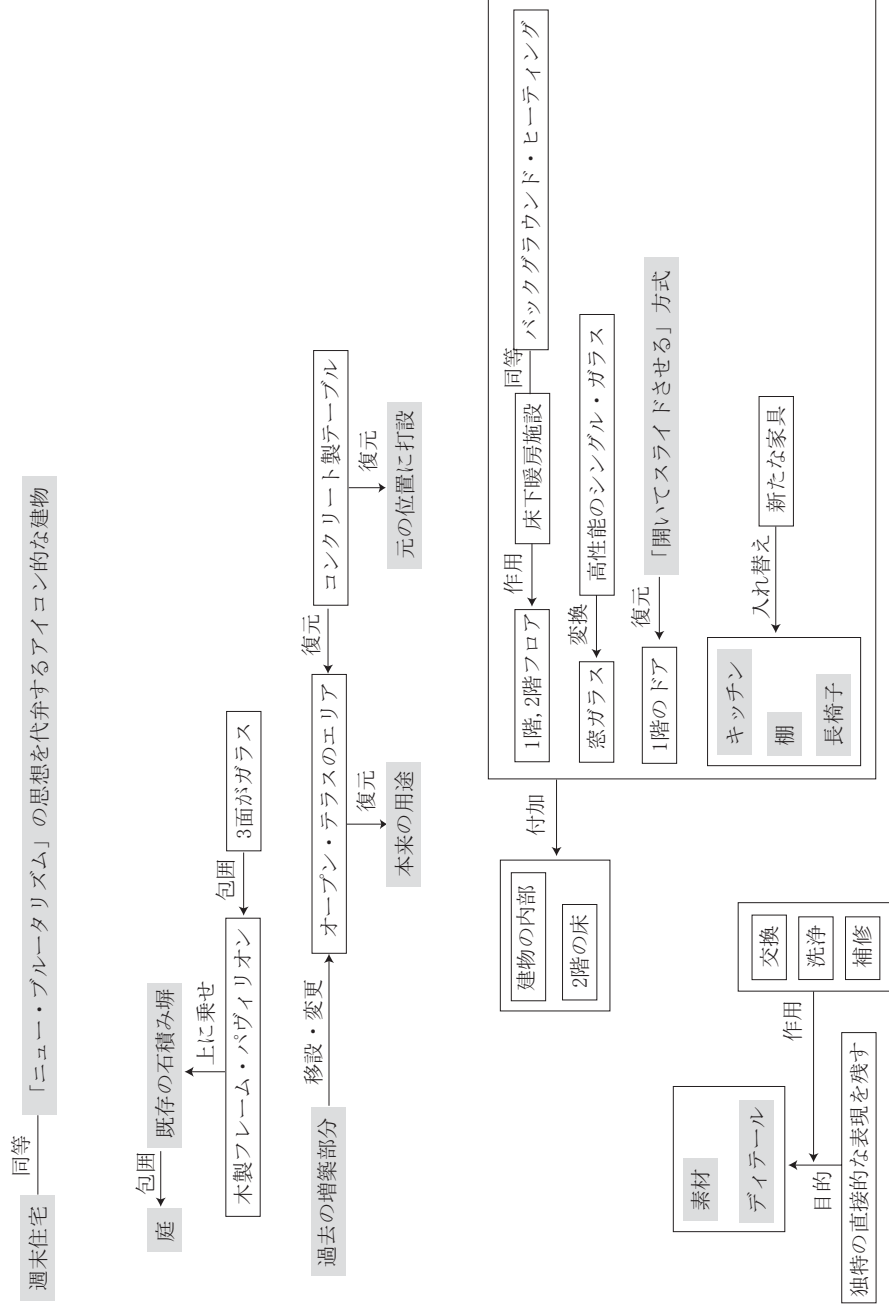 週末住宅
同等
「ニュー・ブルータリズム」の思想を代弁するアイコン的な建物
庭
包囲
既存の石積み塀
上に乗せ
木製フレーム・パヴィリオン
包囲
3面がガラス
過去の増築部分
移設・変更
オープン・テラスのエリア
復元
本来の用途
復元
コンクリート製テーブル
復元
元の位置に打設
建物の内部
2階の床
付加
1階, 2階フロア
作用
床下暖房施設
同等
バックグラウンド・ヒーティング
窓ガラス
変換
高性能のシングル・ガラス
1階のドア
復元
「開いてスライドさせる」方式
キッチン
棚
長椅子
入れ替え
新たな家具
素材
ディテール
目的
独特の直接的な表現を残す
作用
交換
洗浄
補修